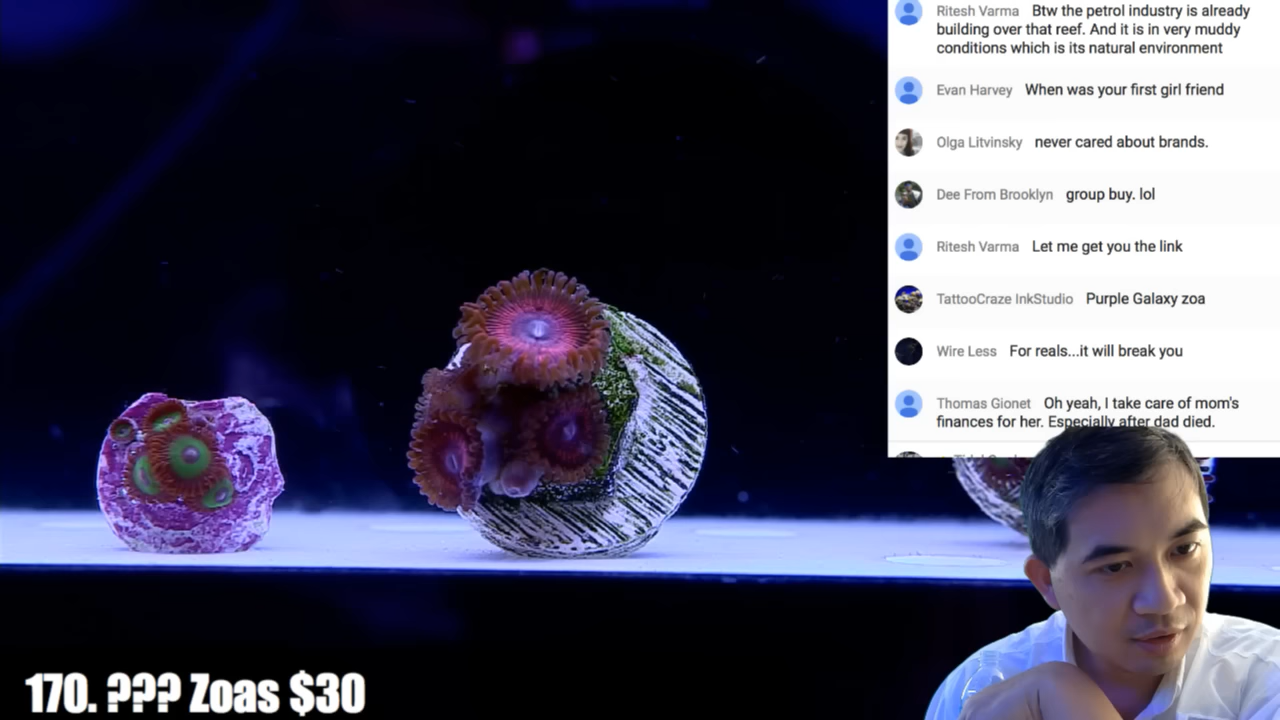 Ritesh Varma Btw the petrol industry is already
building over that reef. And it is in very muddy
conditions which is its natural environment
Evan Harvey When was your first girl friend
Olga Litvinsky never cared about brands.
Dee From Brooklyn group buy. lol
Ritesh Varma Let me get you the link
TattooCraze InkStudio Purple Galaxy zoa
Wire Less For reals...it will break you
Thomas Gionet Oh yeah, I take care of mom's
finances for her. Especially after dad died.
170. ??? Zoas $30